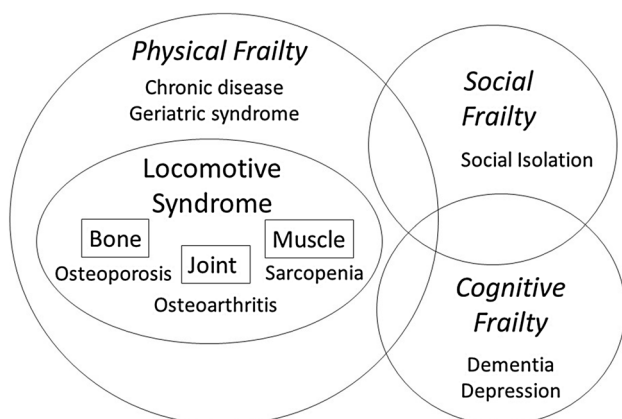 Physical Frailty
Chronic disease
Geriatric syndrome
Locomotive
Syndrome
Bone
Osteoporosis
Joint
Osteoarthritis
Muscle
Sarcopenia
Social
Frailty
Social Isolation
Cognitive
Frailty
Dementia
Depression